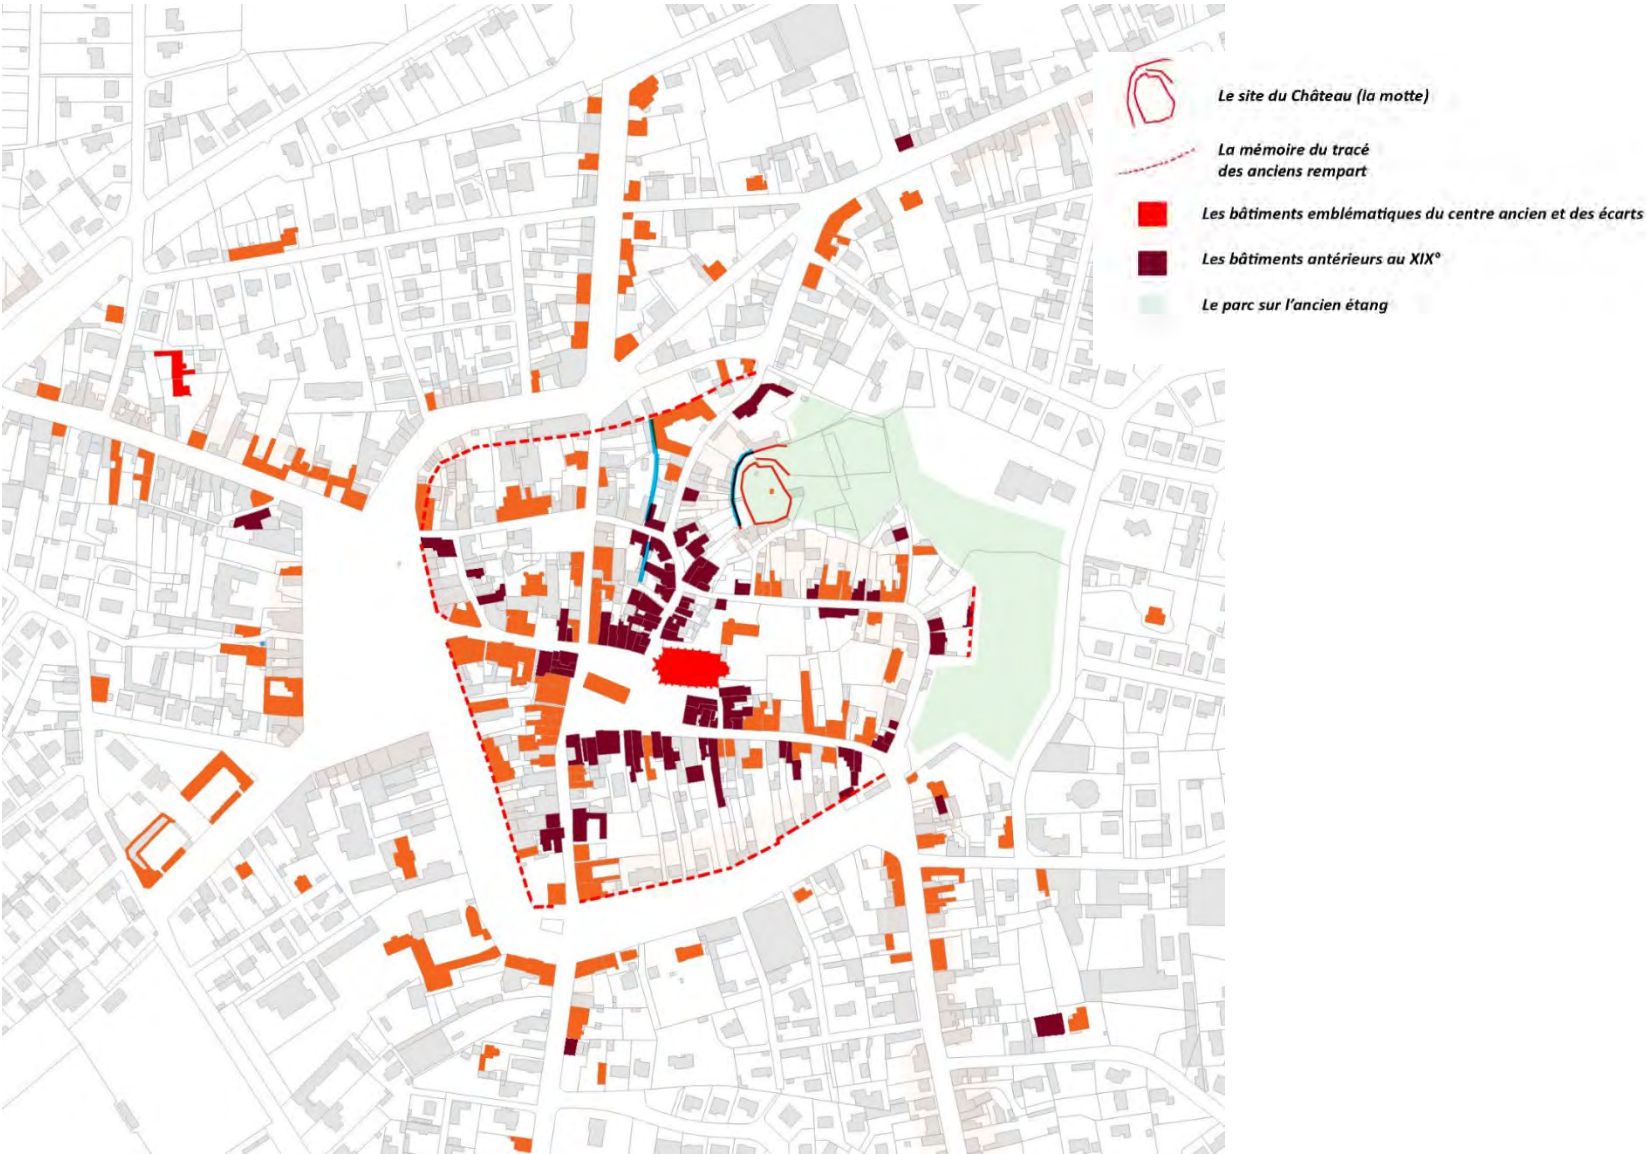 Le site du Château (la motte)
La mémoire du tracé
des anciens rempart
Les bâtiments emblématiques du centre ancien et des écarts
Les bâtiments antérieurs au XIX°
Le parc sur l'ancien étang